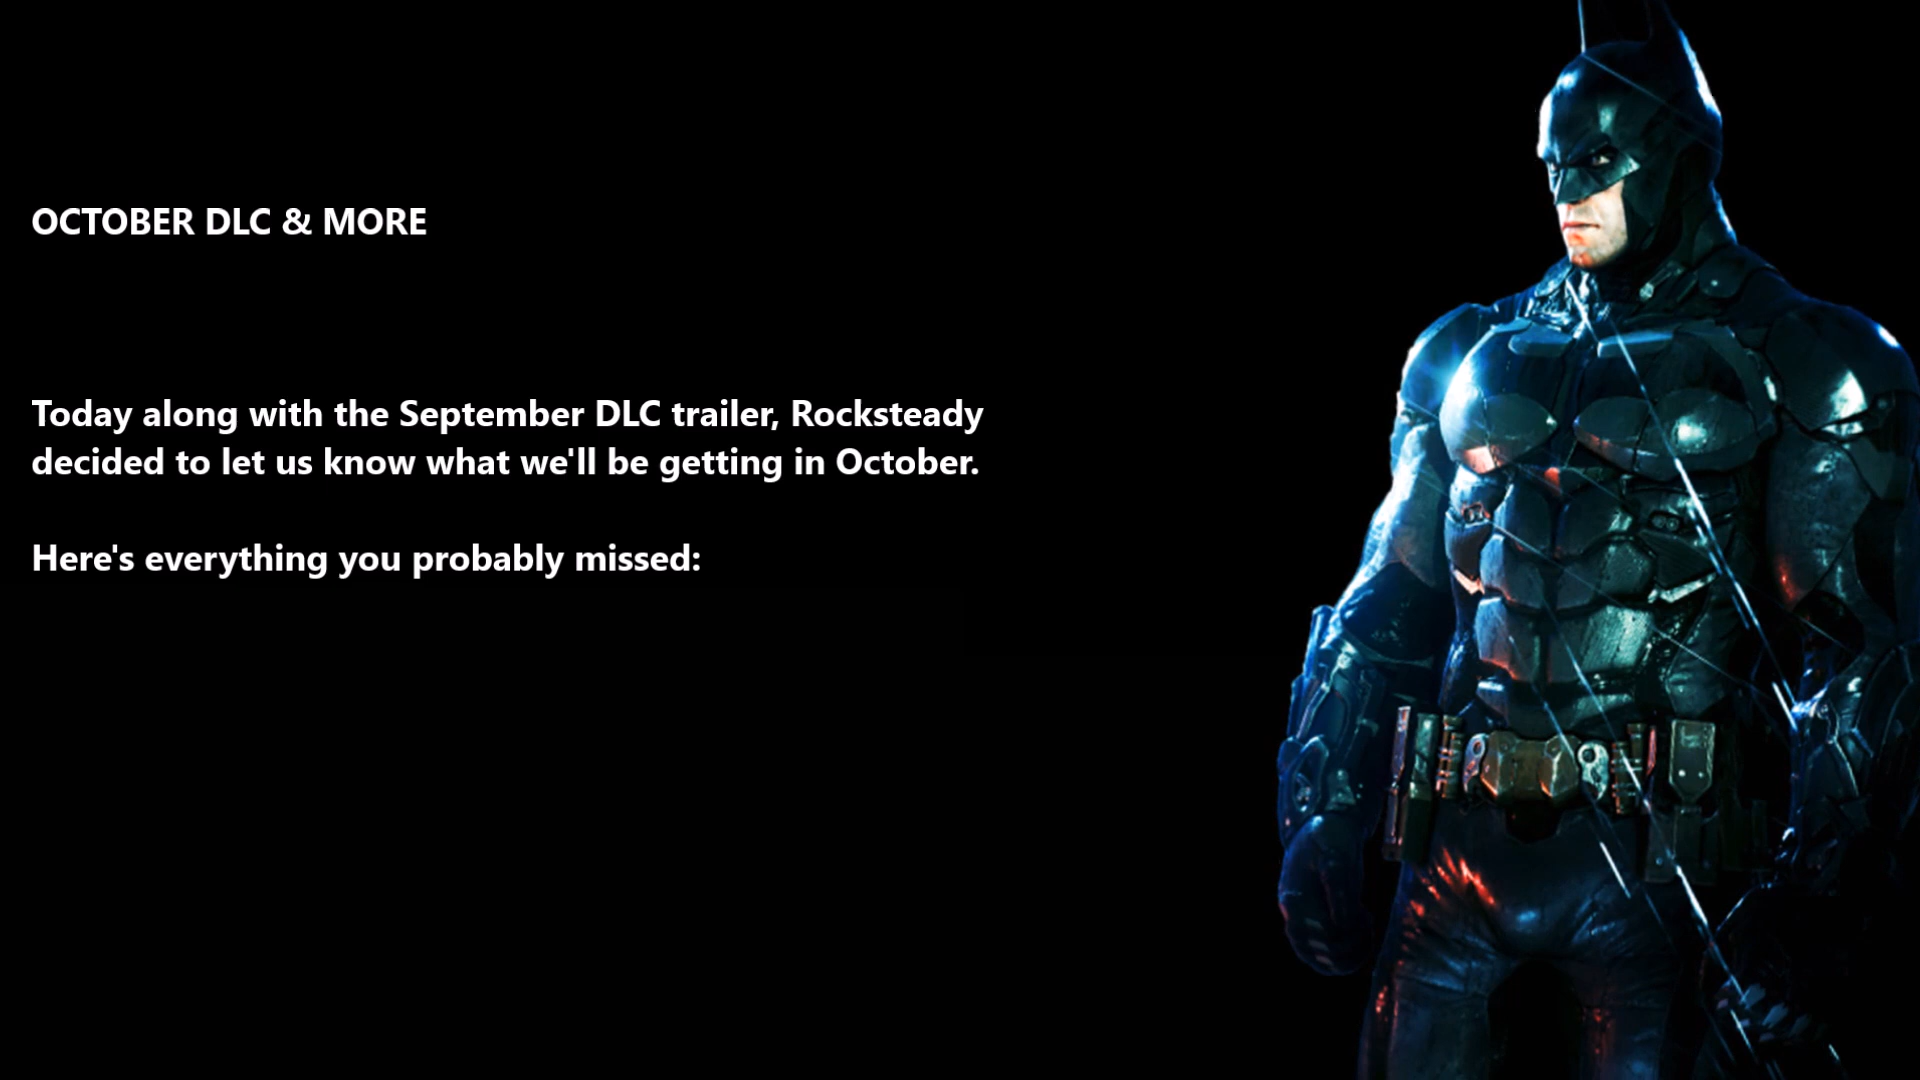 OCTOBER DLC & MORE
Today along with the September DLC trailer, Rocksteady
decided to let us know what we'll be getting in October.
Here's everything you probably missed: